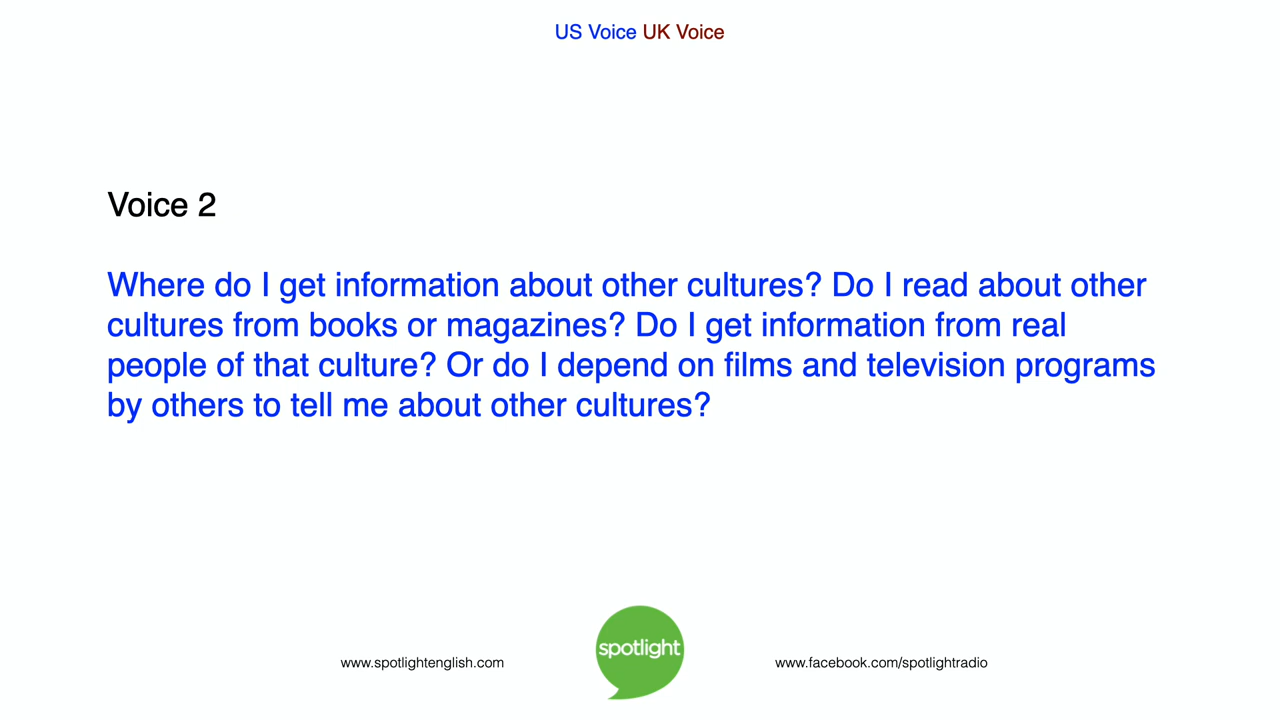 US Voice UK Voice
Voice 2
Where do I get information about other cultures? Do I read about other
cultures from books or magazines? Do I get information from real
people of that culture? Or do I depend on films and television programs
by others to tell me about other cultures?
www.spotlightenglish.com
spotlight
www.facebook.com/spotlightradio